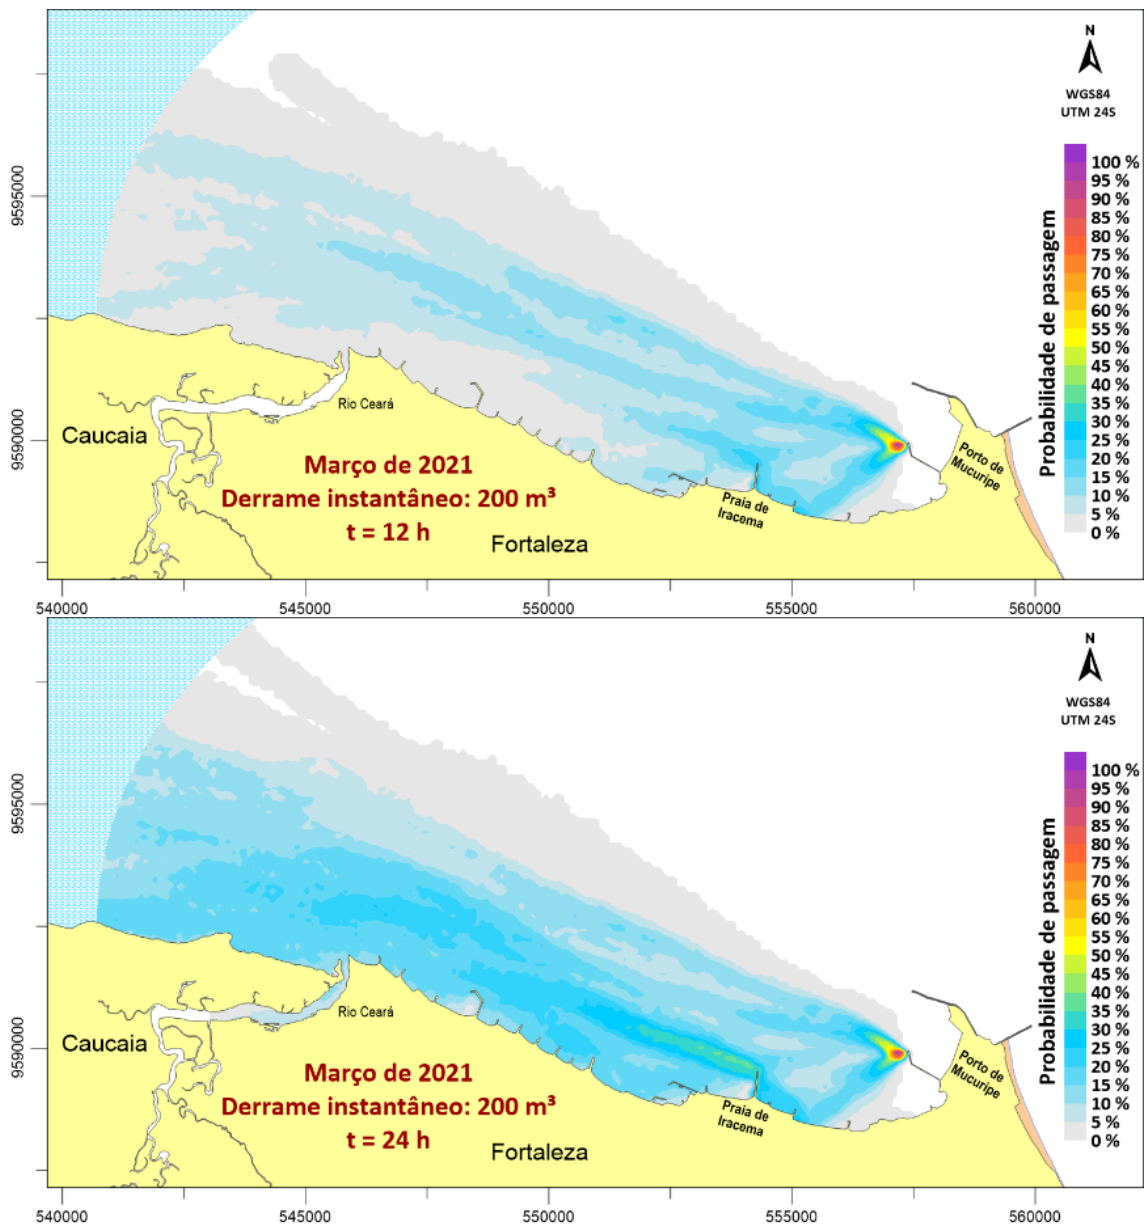 N
WGS84
UTM 24S
Probabilidade de passagem
100 %
95 %
90 %
85 %
80 %
75 %
70 %
65 %
60 %
55 %
50 %
45 %
40 %
35 %
30 %
25 %
20 %
15 %
10 %
5 %
0 %
9595000
9590000
Rio Ceará
Caucaia
Março de 2021
Derrame instantâneo: 200 m³
t = 12 h
Fortaleza
Praia de
Iracema
Porto de
Mucuripe
540000
545000
550000
555000
560000
N
WGS84
UTM 24S
Probabilidade de passagem
100 %
95 %
90 %
85 %
80 %
75 %
70 %
65 %
60 %
55 %
50 %
45 %
40 %
35 %
30 %
25 %
20 %
15 %
10 %
5 %
0 %
9595000
9590000
Rio Ceará
Caucaia
Março de 2021
Derrame instantâneo: 200 m³
t = 24 h
Fortaleza
Praia de
Iracema
Porto de
Mucuripe
540000
545000
550000
555000
560000